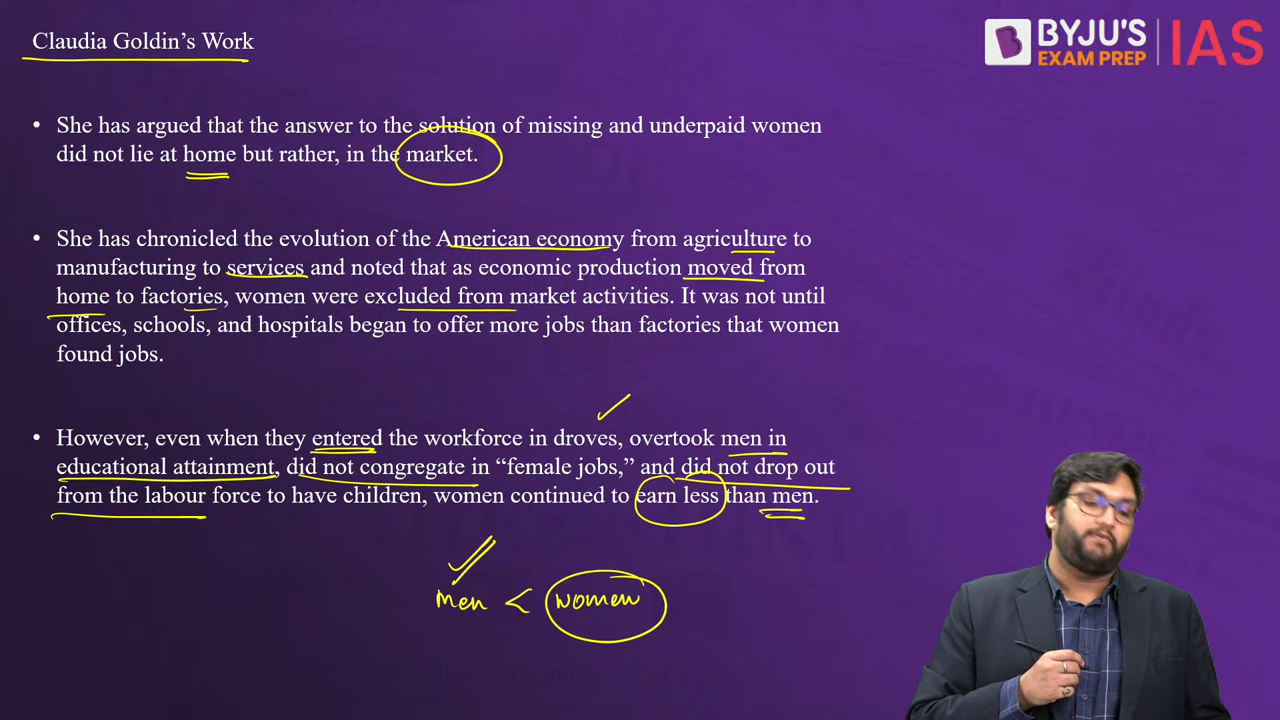 Claudia Goldin's Work
BYJU'S
EXAM PREP
IAS
• She has argued that the answer to the solution of missing and underpaid women
did not lie at home but rather, in the market.
• She has chronicled the evolution of the American economy from agriculture to
manufacturing to services and noted that as economic production moved from
home to factories, women were excluded from market activities. It was not until
offices, schools, and hospitals began to offer more jobs than factories that women
found jobs.
• However, even when they entered the workforce in droves, overtook men in
educational attainment, did not congregate in “female jobs,” and did not drop out
from the labour force to have children, women continued to earn less than men.
men < women